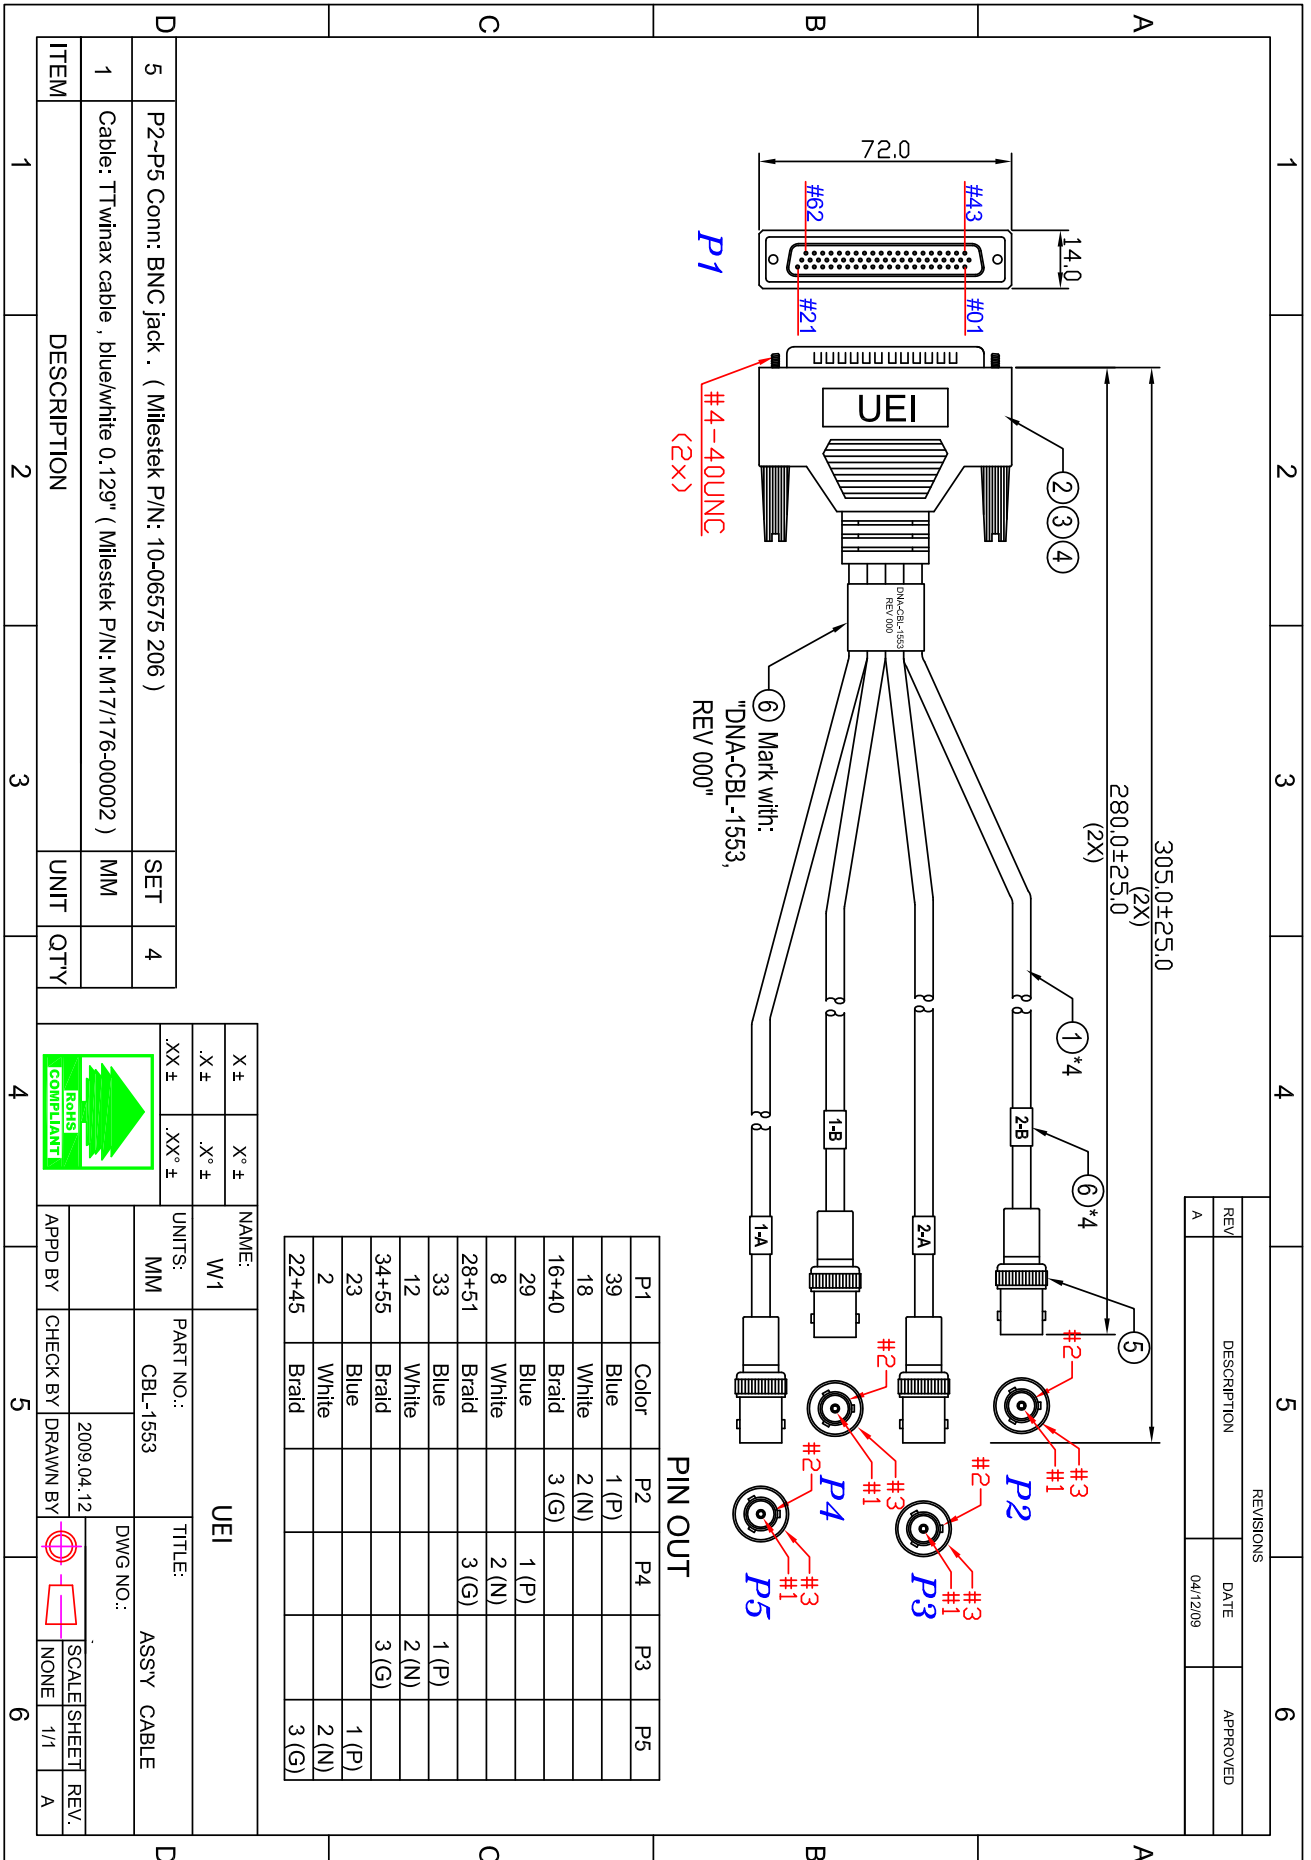 1
2
3
4
5
6
A
B
C
D
REVISIONS
REV DESCRIPTION DATE APPROVED
A 04/12/09
305.0±25.0
(2X)
280.0±25.0
(2X)
14.0
72.0
#43
#01
#62
#21
P1
2 3 4
UEI
#4-40UNC
(2x)
DNA-CBL-1553
REV 000
6 Mark with:
"DNA-CBL-1553,
REV 000"
1 *4
6 *4
5
2-B
2-A
1-B
1-A
#2
#3
#1
P2
#2
#3
#1
P3
#2
#3
#1
P4
#2
#3
#1
P5
PIN OUT
P1 Color P2 P4 P3 P5
39 Blue 1 (P)
18 White 2 (N)
16+40 Braid 3 (G)
29 Blue 1 (P)
8 White 2 (N)
28+51 Braid 3 (G)
33 Blue 1 (P)
12 White 2 (N)
34+55 Braid 3 (G)
23 Blue 1 (P)
2 White 2 (N)
22+45 Braid 3 (G)
5 P2~P5 Conn: BNC jack . ( Milestek P/N: 10-06575 206 ) SET 4
1 Cable: TTwinax cable , blue/white 0.129" ( Milestek P/N: M17/176-00002 ) MM
ITEM DESCRIPTION UNIT QT'Y
X ± X° ±
.X ± .X° ±
.XX ± .XX° ±
RoHS
COMPLIANT
NAME:
W1
UEI
UNITS:
MM
PART NO.:
CBL-1553
TITLE:
ASS'Y CABLE
2009.04.12
DWG NO.:
APPD BY CHECK BY DRAWN BY
SCALE SHEET REV.
NONE 1/1 A
1
2
3
4
5
6
A
B
C
D